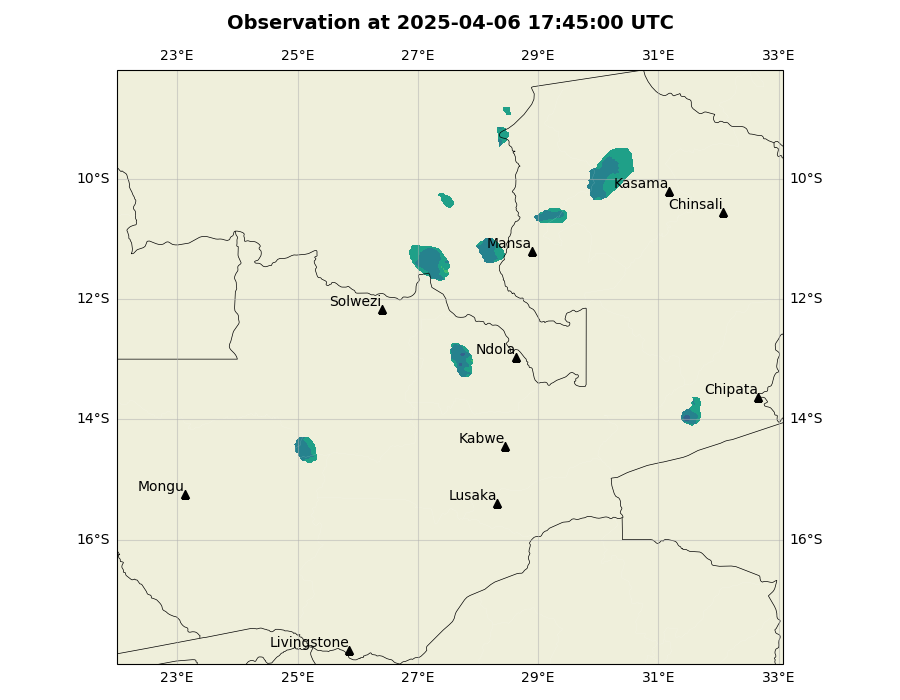 Observation at 2025-04-06 17:45:00 UTC
23°E 25°E 27°E 29°E 31°E 33°E
10°S 10°S
Kasama
Chinsali
Mansa
12°S 12°S
Solwezi
Ndola
Chipata
14°S 14°S
Kabwe
Mongu
Lusaka
16°S 16°S
Livingstone
23°E 25°E 27°E 29°E 31°E 33°E